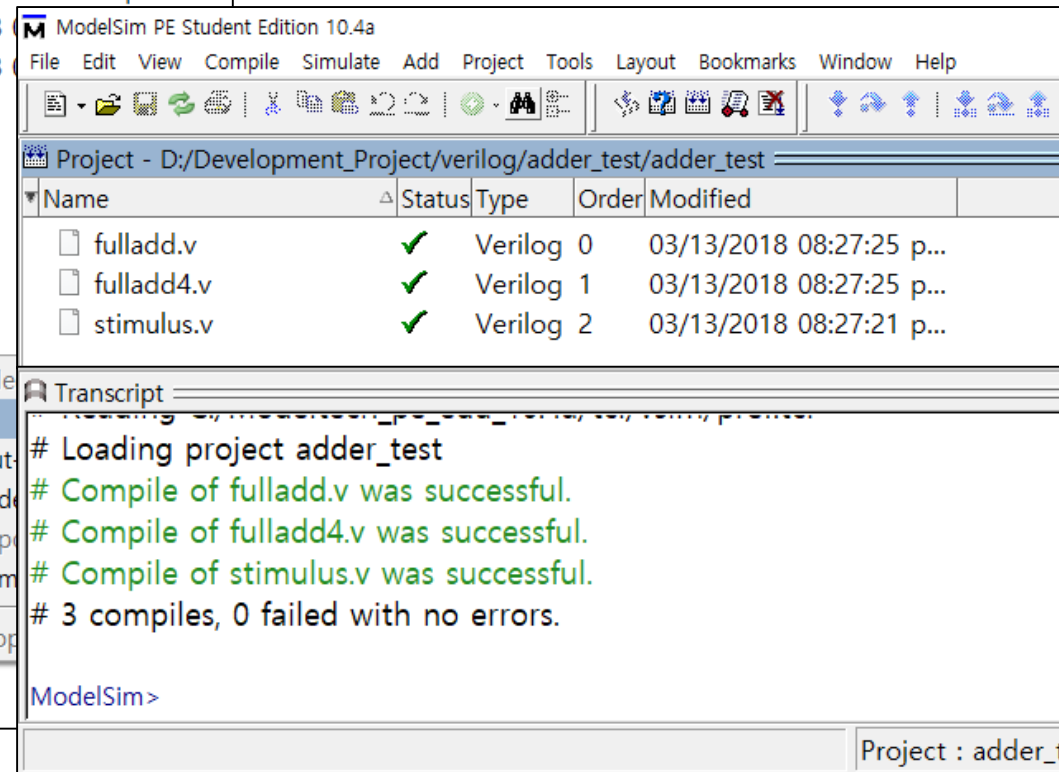 ModelSim PE Student Edition 10.4a
File Edit View Compile Simulate Add Project Tools Layout Bookmarks Window Help
Project - D:/Development_Project/verilog/adder_test/adder_test
Name Status Type Order Modified
fulladd.v Verilog 0 03/13/2018 08:27:25 p...
fulladd4.v Verilog 1 03/13/2018 08:27:25 p...
stimulus.v Verilog 2 03/13/2018 08:27:21 p...
Transcript
# Loading project adder_test
# Compile of fulladd.v was successful.
# Compile of fulladd4.v was successful.
# Compile of stimulus.v was successful.
# 3 compiles, 0 failed with no errors.
ModelSim>
Project : adder_t